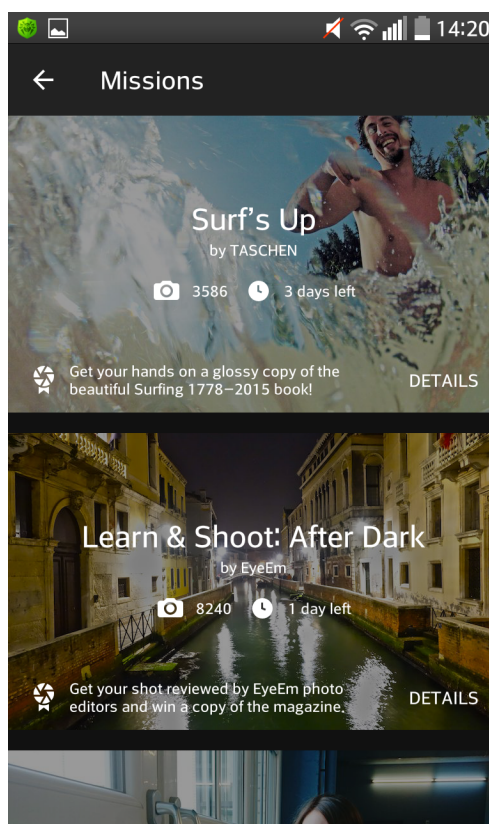 14:20
Missions
Surf's Up
by TASCHEN
3586 3 days left
Get your hands on a glossy copy of the
beautiful Surfing 1778–2015 book!
DETAILS
Learn & Shoot: After Dark
by EyeEm
8240 1 day left
Get your shot reviewed by EyeEm photo
editors and win a copy of the magazine.
DETAILS